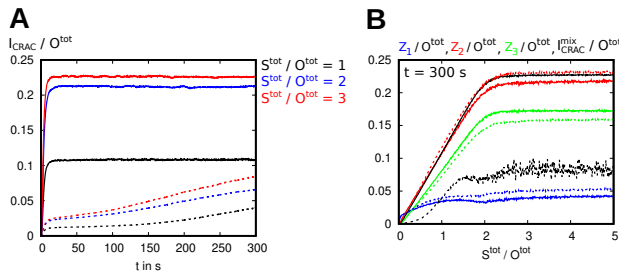 A
I_CRAC / O^tot
0.25
0.2
0.15
0.1
0.05
0
0 50 100 150 200 250 300
t in s
S^tot / O^tot = 1
S^tot / O^tot = 2
S^tot / O^tot = 3
B
Z_1/O^tot, Z_2/O^tot, Z_3/O^tot, I_CRAC^mix / O^tot
t = 300 s
0.25
0.2
0.15
0.1
0.05
0
0 1 2 3 4 5
S^tot/O^tot